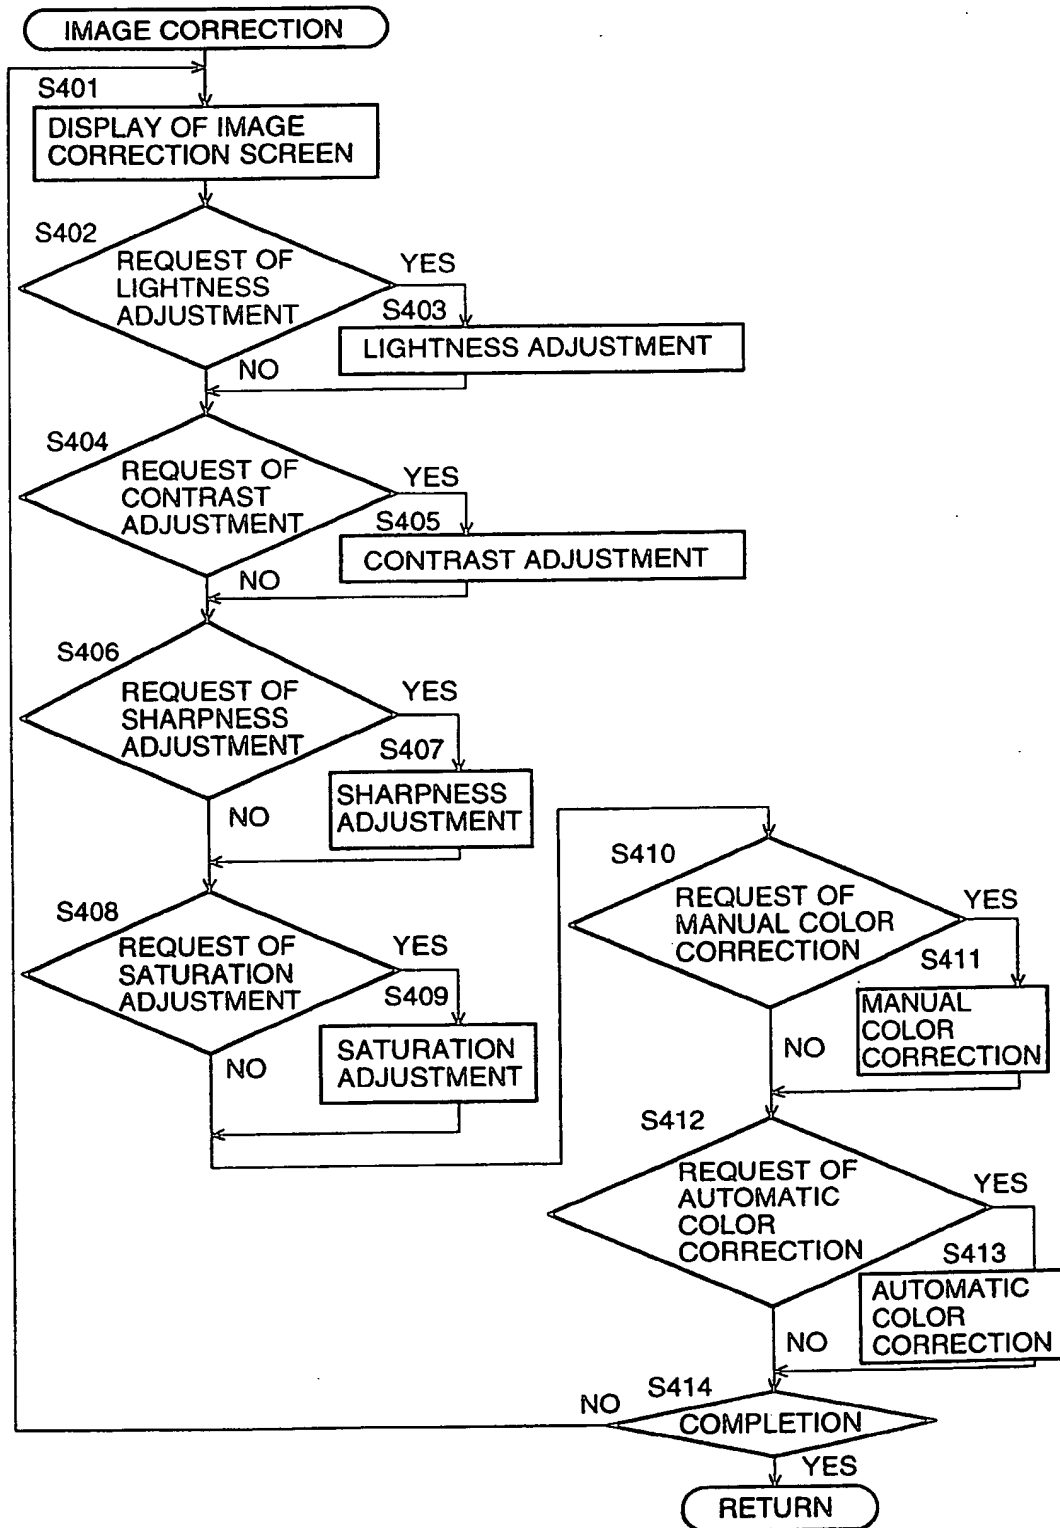 IMAGE CORRECTION
S401
DISPLAY OF IMAGE
CORRECTION SCREEN
S402
REQUEST OF
LIGHTNESS
ADJUSTMENT
YES
S403
LIGHTNESS ADJUSTMENT
NO
S404
REQUEST OF
CONTRAST
ADJUSTMENT
YES
S405
CONTRAST ADJUSTMENT
NO
S406
REQUEST OF
SHARPNESS
ADJUSTMENT
YES
S407
SHARPNESS
ADJUSTMENT
NO
S408
REQUEST OF
SATURATION
ADJUSTMENT
YES
S409
SATURATION
ADJUSTMENT
NO
S410
REQUEST OF
MANUAL COLOR
CORRECTION
YES
S411
MANUAL
COLOR
CORRECTION
NO
S412
REQUEST OF
AUTOMATIC
COLOR
CORRECTION
YES
S413
AUTOMATIC
COLOR
CORRECTION
NO
S414
COMPLETION
NO
YES
RETURN